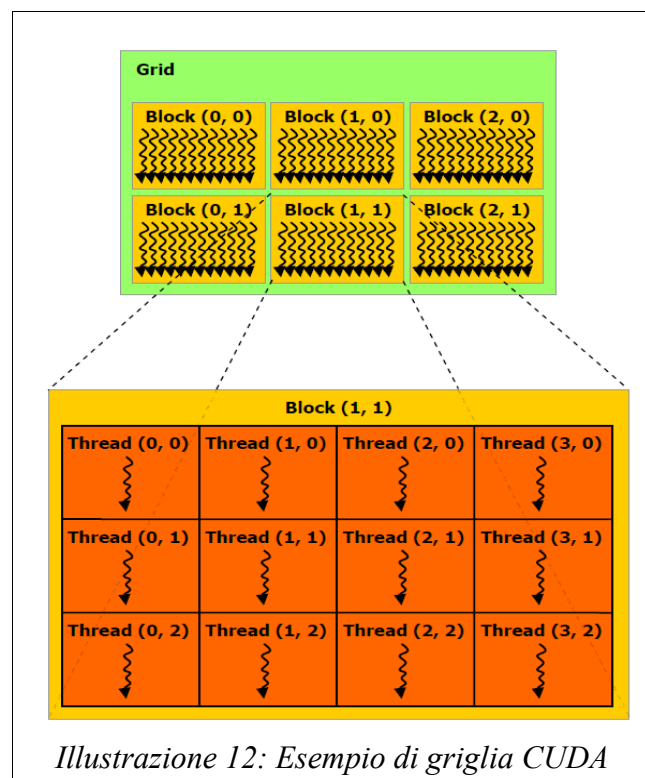 Grid
Block (0, 0) Block (1, 0) Block (2, 0)
Block (0, 1) Block (1, 1) Block (2, 1)
Block (1, 1)
Thread (0, 0) Thread (1, 0) Thread (2, 0) Thread (3, 0)
Thread (0, 1) Thread (1, 1) Thread (2, 1) Thread (3, 1)
Thread (0, 2) Thread (1, 2) Thread (2, 2) Thread (3, 2)
Illustrazione 12: Esempio di griglia CUDA